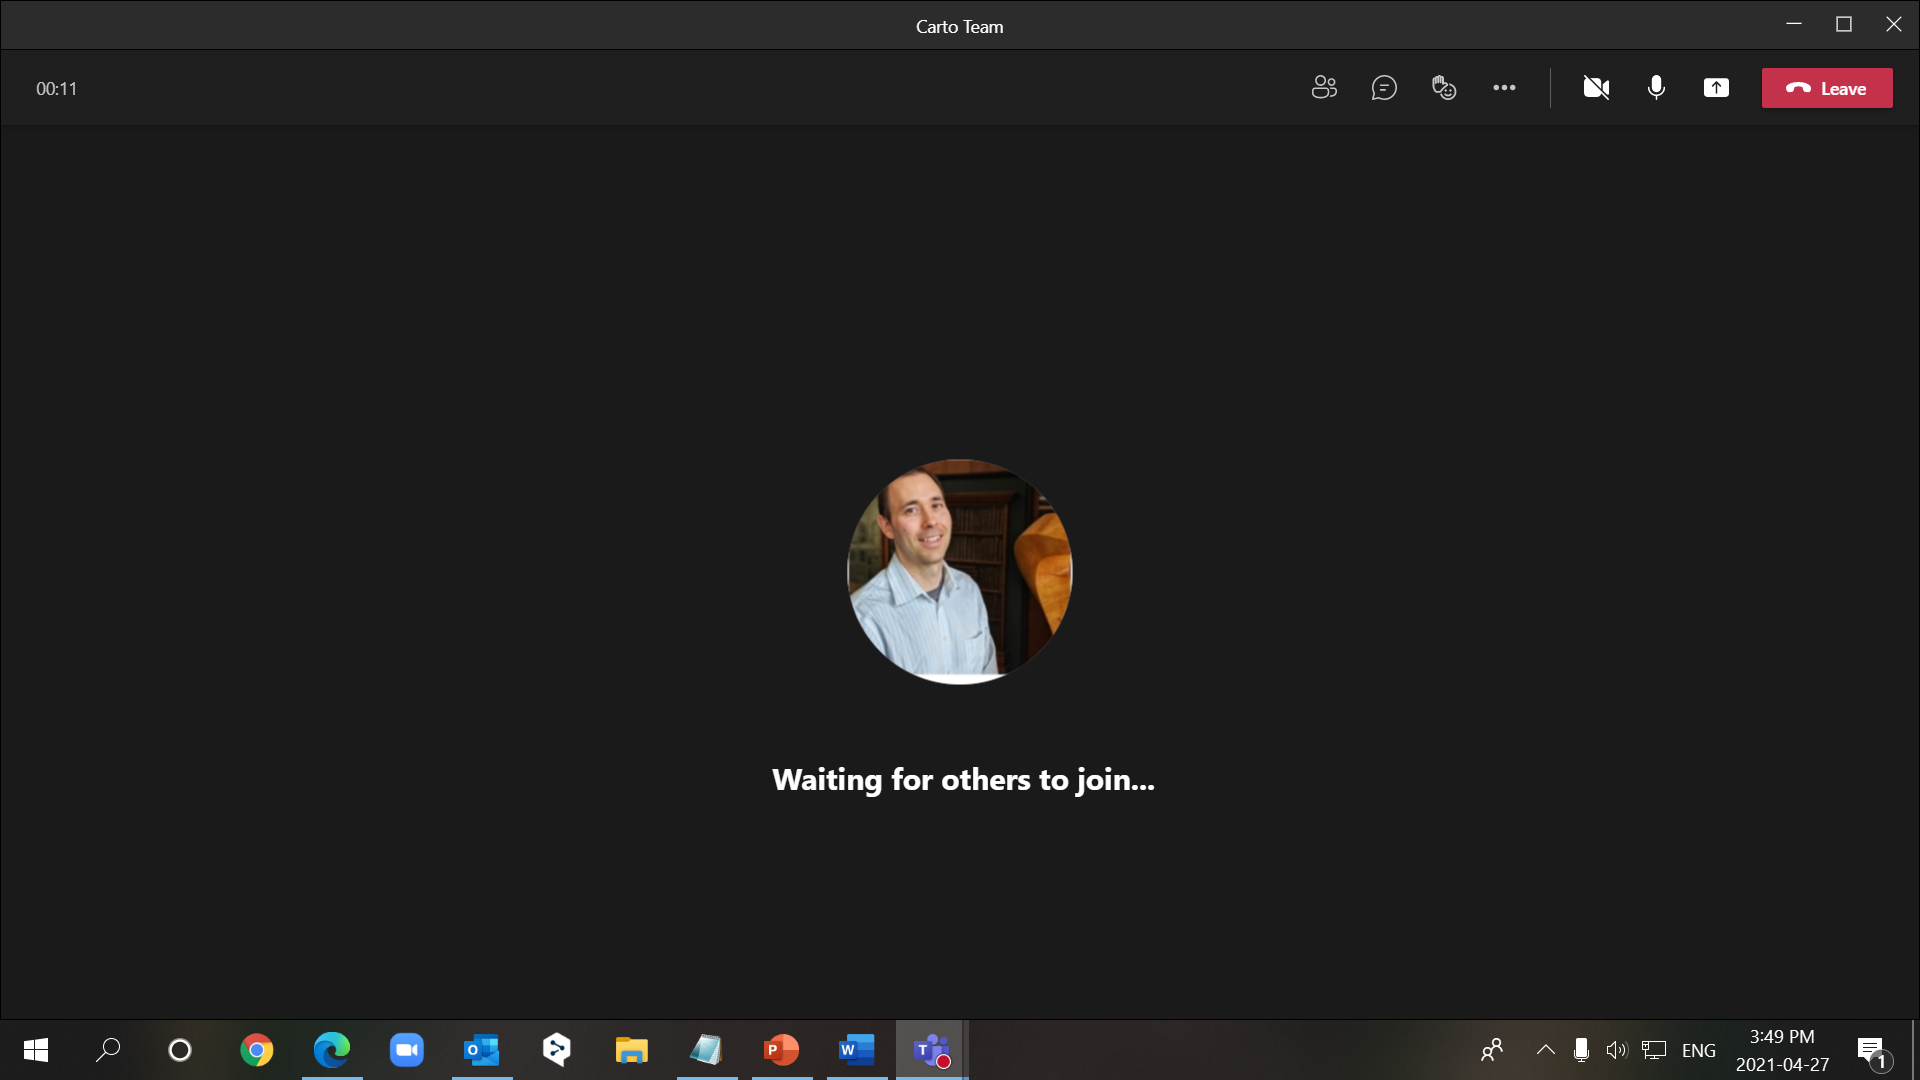 Carto Team
00:11
Leave
Waiting for others to join...
ENG
3:49 PM
2021-04-27
1